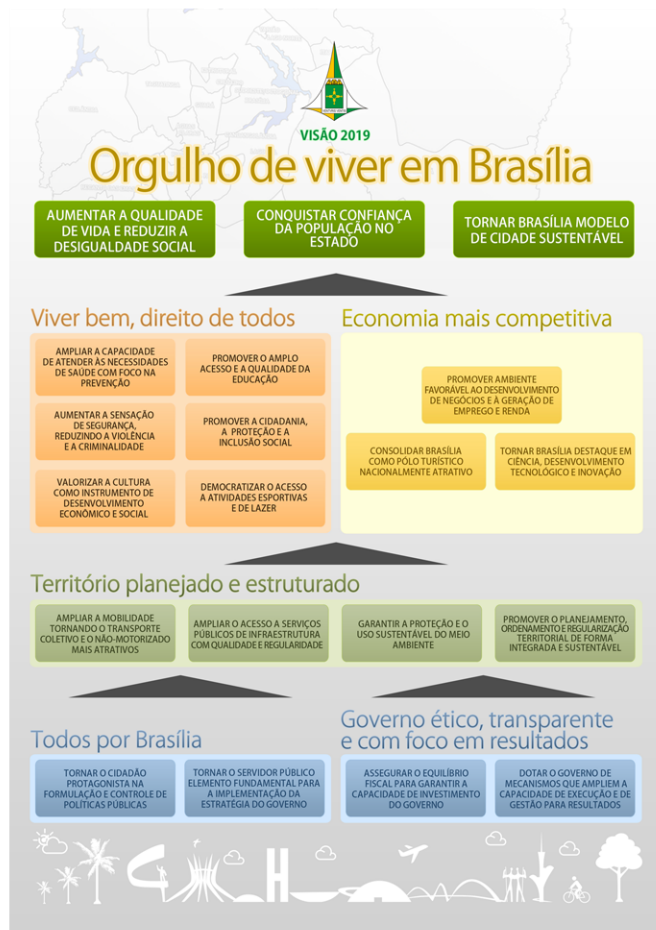 VISÃO 2019
Orgulho de viver em Brasília
AUMENTAR A QUALIDADE
DE VIDA E REDUZIR A
DESIGUALDADE SOCIAL
CONQUISTAR CONFIANÇA
DA POPULAÇÃO NO
ESTADO
TORNAR BRASÍLIA MODELO
DE CIDADE SUSTENTÁVEL
Viver bem, direito de todos
AMPLIAR A CAPACIDADE
DE ATENDER ÀS NECESSIDADES
DE SAÚDE COM FOCO NA
PREVENÇÃO
PROMOVER O AMPLO
ACESSO E A QUALIDADE DA
EDUCAÇÃO
AUMENTAR A SENSAÇÃO
DE SEGURANÇA,
REDUZINDO A VIOLÊNCIA
E A CRIMINALIDADE
PROMOVER A CIDADANIA,
A PROTEÇÃO E A
INCLUSÃO SOCIAL
VALORIZAR A CULTURA
COMO INSTRUMENTO DE
DESENVOLVIMENTO
ECONÔMICO E SOCIAL
DEMOCRATIZAR O ACESSO
A ATIVIDADES ESPORTIVAS
E DE LAZER
Economia mais competitiva
PROMOVER AMBIENTE
FAVORÁVEL AO DESENVOLVIMENTO
DE NEGÓCIOS E À GERAÇÃO DE
EMPREGO E RENDA
CONSOLIDAR BRASÍLIA
COMO PÓLO TURÍSTICO
NACIONALMENTE ATRATIVO
TORNAR BRASÍLIA DESTAQUE EM
CIÊNCIA, DESENVOLVIMENTO
TECNOLÓGICO E INOVAÇÃO
Território planejado e estruturado
AMPLIAR A MOBILIDADE
TORNANDO O TRANSPORTE
COLETIVO E O NÃO-MOTORIZADO
MAIS ATRATIVOS
AMPLIAR O ACESSO A SERVIÇOS
PÚBLICOS DE INFRAESTRUTURA
COM QUALIDADE E REGULARIDADE
GARANTIR A PROTEÇÃO E O
USO SUSTENTÁVEL DO MEIO
AMBIENTE
PROMOVER O PLANEJAMENTO,
ORDENAMENTO E REGULARIZAÇÃO
TERRITORIAL DE FORMA
INTEGRADA E SUSTENTÁVEL
Todos por Brasília
TORNAR O CIDADÃO
PROTAGONISTA NA
FORMULAÇÃO E CONTROLE DE
POLÍTICAS PÚBLICAS
TORNAR O SERVIDOR PÚBLICO
ELEMENTO FUNDAMENTAL PARA
A IMPLEMENTAÇÃO DA
ESTRATÉGIA DO GOVERNO
Governo ético, transparente
e com foco em resultados
ASSEGURAR O EQUILÍBRIO
FISCAL PARA GARANTIR A
CAPACIDADE DE INVESTIMENTO
DO GOVERNO
DOTAR O GOVERNO DE
MECANISMOS QUE AMPLIEM A
CAPACIDADE DE EXECUÇÃO E DE
GESTÃO PARA RESULTADOS